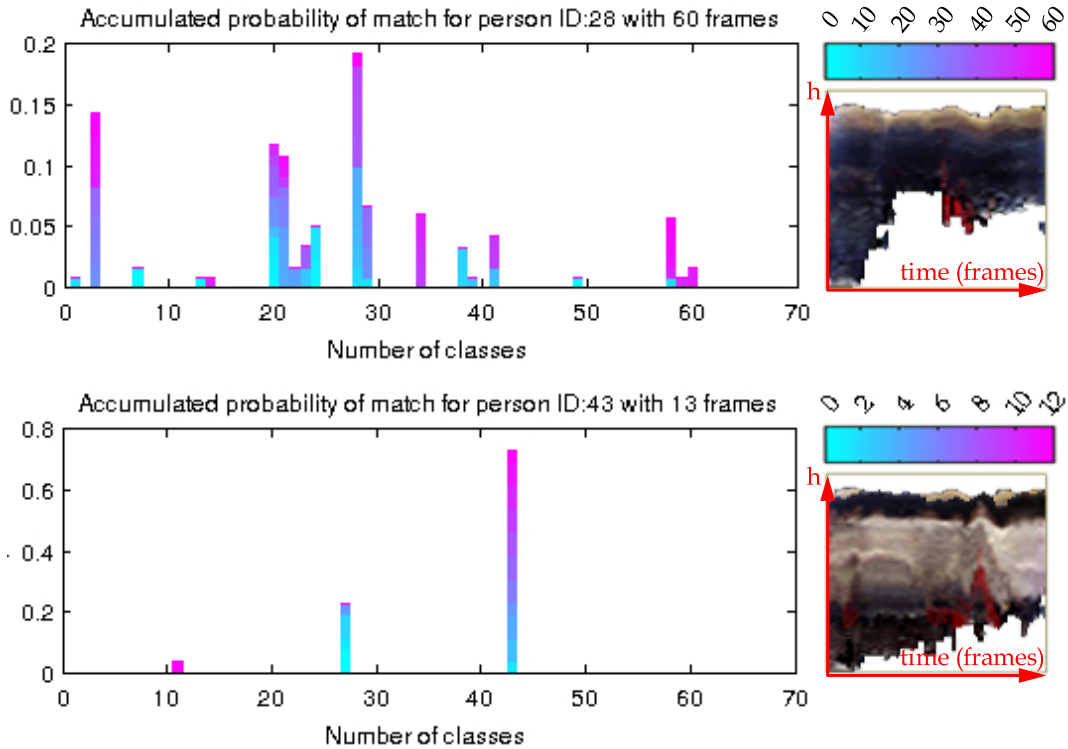 Accumulated probability of match for person ID:28 with 60 frames
0 10 20 30 40 50 60
0.2
0.15
0.1
0.05
0
0 10 20 30 40 50 60 70
Number of classes
h
time (frames)
Accumulated probability of match for person ID:43 with 13 frames
0 2 4 6 8 10 12
0.8
0.6
0.4
0.2
0
0 10 20 30 40 50 60 70
Number of classes
h
time (frames)